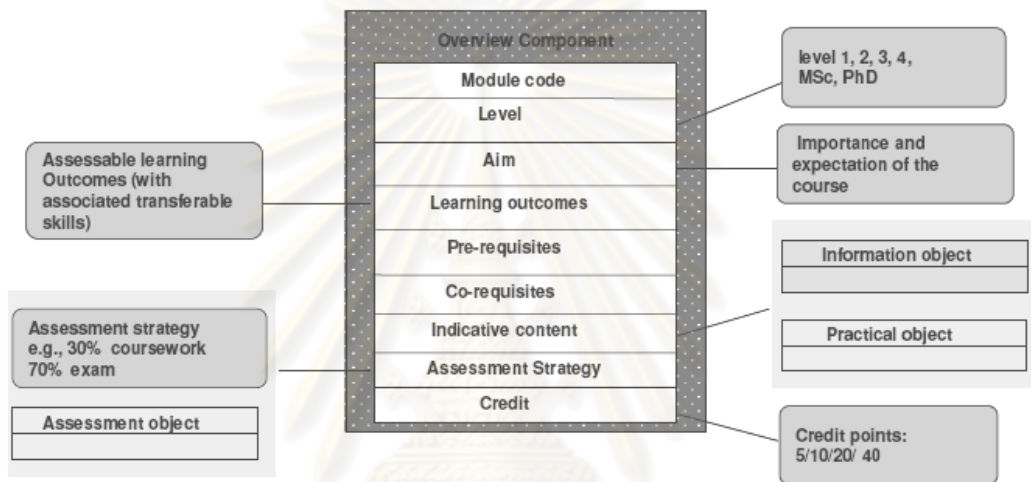 Overview Component
Module code
Level
Aim
Learning outcomes
Pre-requisites
Co-requisites
Indicative content
Assessment Strategy
Credit
Assessable learning
Outcomes (with
associated transferable
skills)
Assessment strategy
e.g., 30% coursework
70% exam
Assessment object
level 1, 2, 3, 4,
MSc, PhD
Importance and
expectation of the
course
Information object
Practical object
Credit points:
5/10/20/ 40